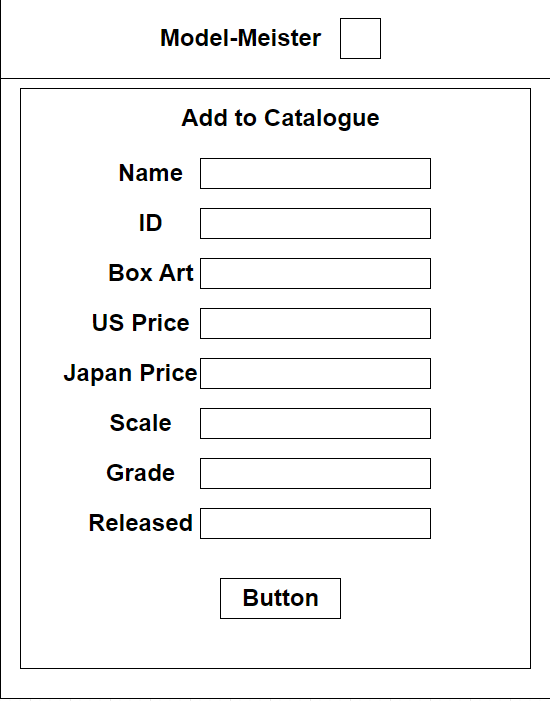 Model-Meister
Add to Catalogue
Name
ID
Box Art
US Price
Japan Price
Scale
Grade
Released
Button